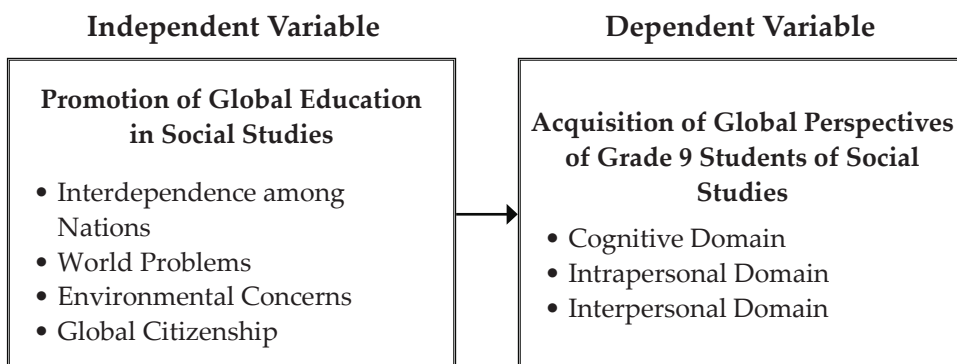 Independent Variable
Promotion of Global Education
in Social Studies
• Interdependence among
Nations
• World Problems
• Environmental Concerns
• Global Citizenship
Dependent Variable
Acquisition of Global Perspectives
of Grade 9 Students of Social
Studies
• Cognitive Domain
• Intrapersonal Domain
• Interpersonal Domain